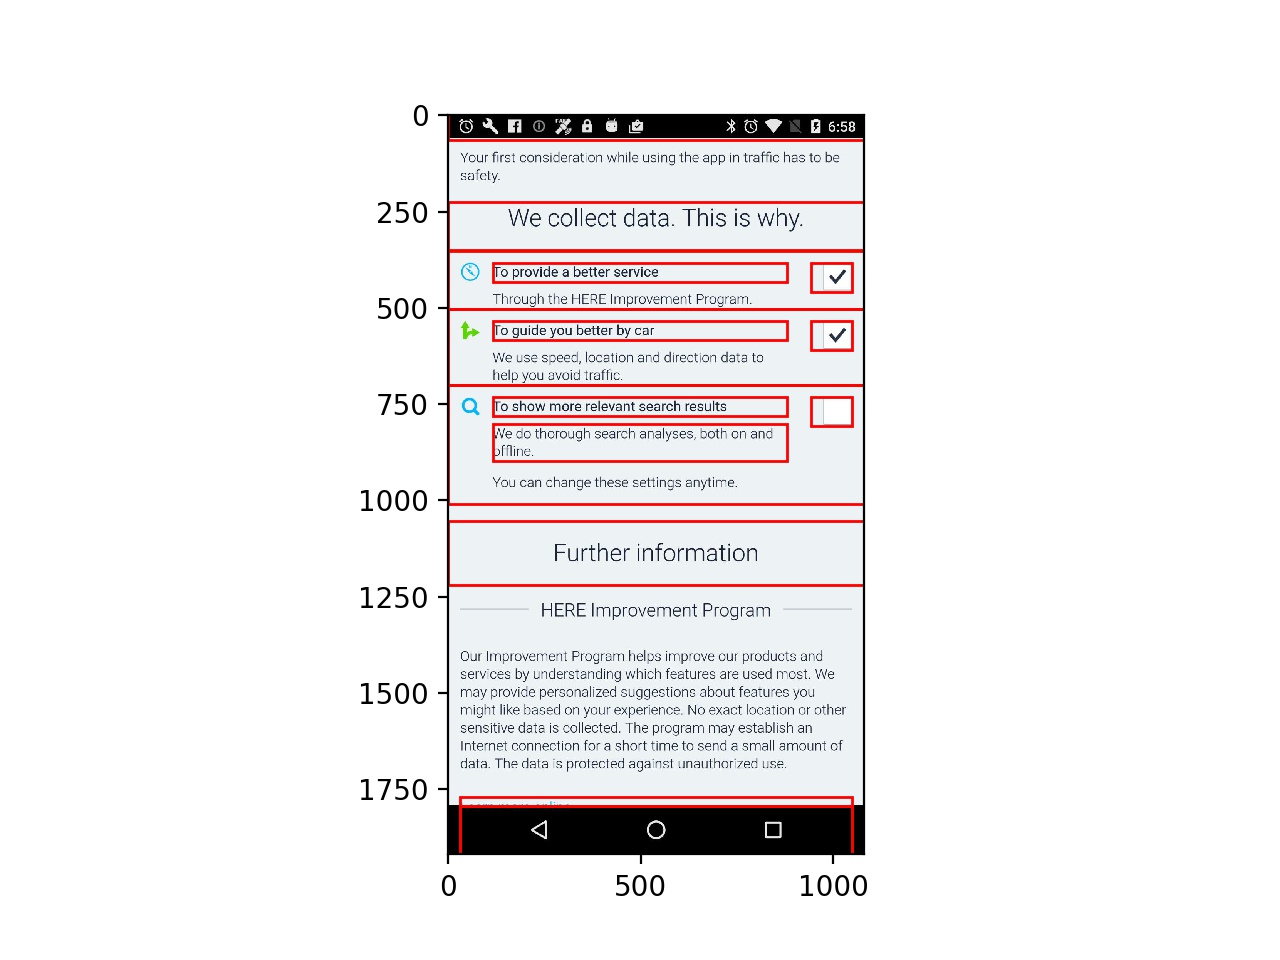 0
6:58
Your first consideration while using the app in traffic has to be
safety.
250
We collect data. This is why.
To provide a better service
Through the HERE Improvement Program.
500
To guide you better by car
We use speed, location and direction data to
help you avoid traffic.
750
To show more relevant search results
We do thorough search analyses, both on and
offline.
You can change these settings anytime.
1000
Further information
1250
HERE Improvement Program
Our Improvement Program helps improve our products and
services by understanding which features are used most. We
may provide personalized suggestions about features you
might like based on your experience. No exact location or other
sensitive data is collected. The program may establish an
Internet connection for a short time to send a small amount of
data. The data is protected against unauthorized use.
1500
1750
0
500
1000